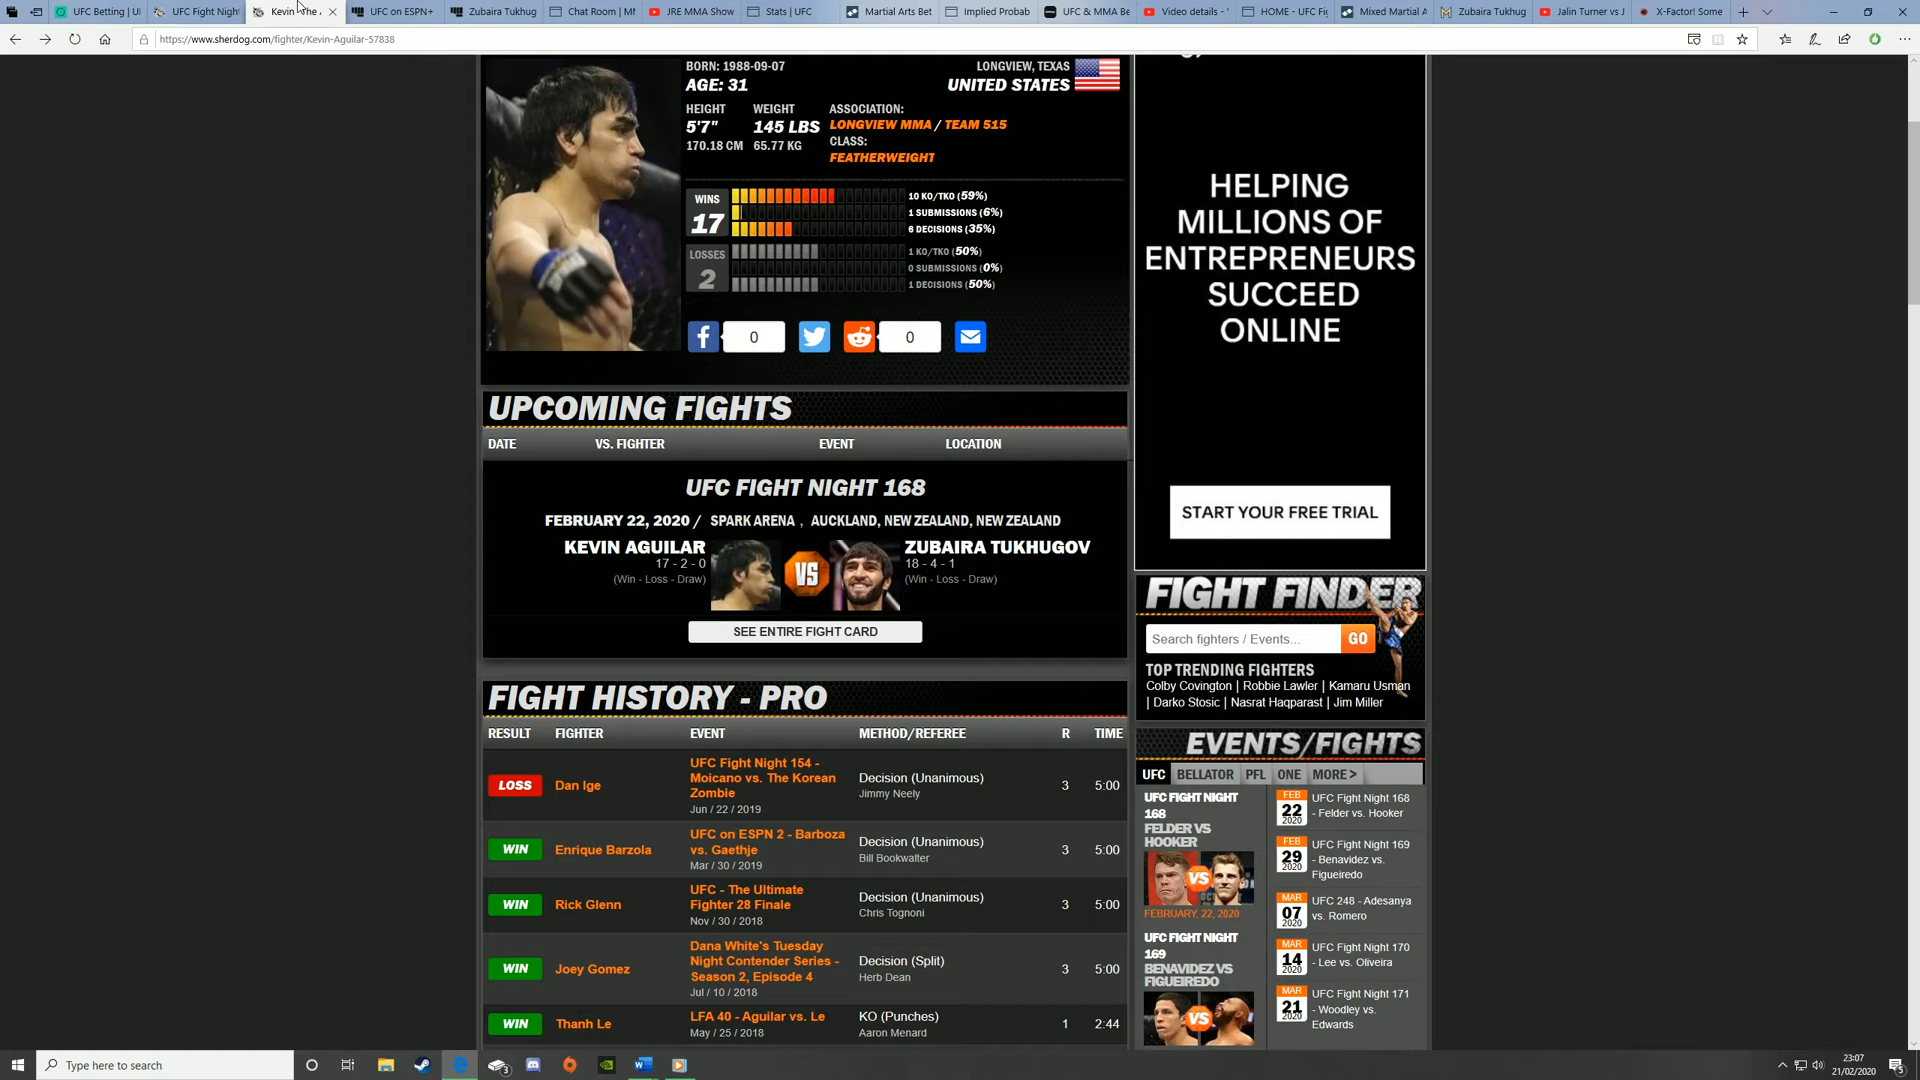 UFC Betting | UI
UFC Fight Night
Kevin "The
UFC on ESPN+
Zubaira Tukhug
Chat Room | MM
JRE MMA Show
Stats | UFC
Martial Arts Bet
Implied Probab
UFC & MMA Be
Video details -
HOME - UFC Fig
Mixed Martial A
Zubaira Tukhug
Jalin Turner vs J
X-Factor! Some
https://www.sherdog.com/fighter/Kevin-Aguilar-57838
BORN: 1988-09-07
AGE: 31
LONGVIEW, TEXAS
UNITED STATES
HEIGHT
5'7"
170.18 CM
WEIGHT
145 LBS
65.77 KG
ASSOCIATION:
LONGVIEW MMA / TEAM 515
CLASS:
FEATHERWEIGHT
WINS
17
10 KO/TKO (59%)
1 SUBMISSIONS (6%)
6 DECISIONS (35%)
LOSSES
2
1 KO/TKO (50%)
0 SUBMISSIONS (0%)
1 DECISIONS (50%)
0
0
UPCOMING FIGHTS
DATE VS. FIGHTER EVENT LOCATION
UFC FIGHT NIGHT 168
FEBRUARY 22, 2020 / SPARK ARENA , AUCKLAND, NEW ZEALAND, NEW ZEALAND
KEVIN AGUILAR
17 - 2 - 0
(Win - Loss - Draw)
VS
ZUBAIRA TUKHUGOV
18 - 4 - 1
(Win - Loss - Draw)
SEE ENTIRE FIGHT CARD
FIGHT HISTORY - PRO
RESULT FIGHTER EVENT METHOD/REFEREE R TIME
LOSS
Dan Ige
UFC Fight Night 154 -
Moicano vs. The Korean
Zombie
Jun / 22 / 2019
Decision (Unanimous)
Jimmy Neely
3
5:00
WIN
Enrique Barzola
UFC on ESPN 2 - Barboza
vs. Gaethje
Mar / 30 / 2019
Decision (Unanimous)
Bill Bookwalter
3
5:00
WIN
Rick Glenn
UFC - The Ultimate
Fighter 28 Finale
Nov / 30 / 2018
Decision (Unanimous)
Chris Tognoni
3
5:00
WIN
Joey Gomez
Dana White's Tuesday
Night Contender Series -
Season 2, Episode 4
Jul / 10 / 2018
Decision (Split)
Herb Dean
3
5:00
WIN
Thanh Le
LFA 40 - Aguilar vs. Le
May / 25 / 2018
KO (Punches)
Aaron Menard
1
2:44
HELPING
MILLIONS OF
ENTREPRENEURS
SUCCEED
ONLINE
START YOUR FREE TRIAL
FIGHT FINDER
Search fighters / Events...
GO
TOP TRENDING FIGHTERS
Colby Covington | Robbie Lawler | Kamaru Usman
| Darko Stosic | Nasrat Haqparast | Jim Miller
EVENTS/FIGHTS
UFC BELLATOR PFL ONE MORE >
UFC FIGHT NIGHT
168
FELDER VS
HOOKER
VS
FEBRUARY, 22, 2020
UFC FIGHT NIGHT
169
BENAVIDEZ VS
FIGUEIREDO
VS
FEB
22
2020
UFC Fight Night 168
- Felder vs. Hooker
FEB
29
2020
UFC Fight Night 169
- Benavidez vs.
Figueiredo
MAR
07
2020
UFC 248 - Adesanya
vs. Romero
MAR
14
2020
UFC Fight Night 170
- Lee vs. Oliveira
MAR
21
2020
UFC Fight Night 171
- Woodley vs.
Edwards
Type here to search
3
23:07
21/02/2020
5